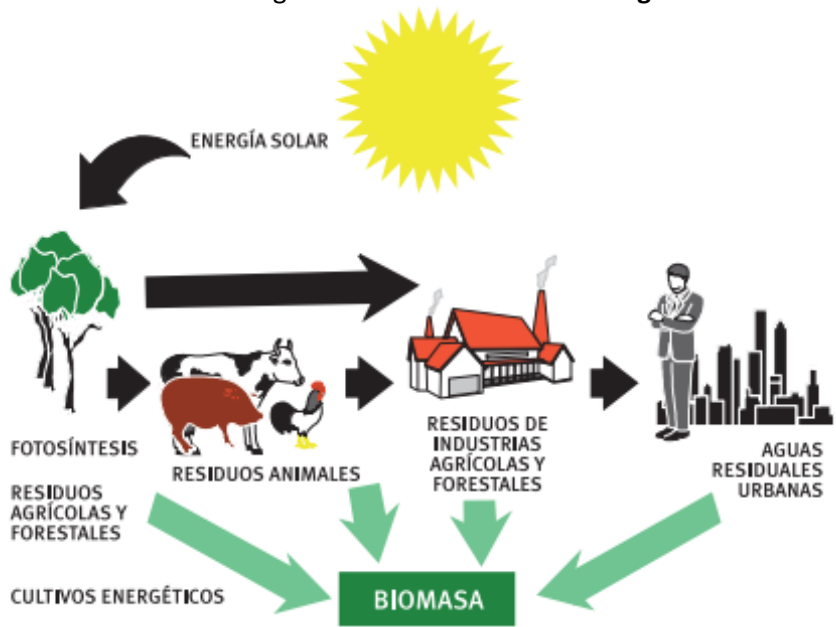 ENERGÍA SOLAR
FOTOSÍNTESIS
RESIDUOS
AGRÍCOLAS Y
FORESTALES
CULTIVOS ENERGÉTICOS
RESIDUOS ANIMALES
RESIDUOS DE
INDUSTRIAS
AGRÍCOLAS Y
FORESTALES
AGUAS
RESIDUALES
URBANAS
BIOMASA